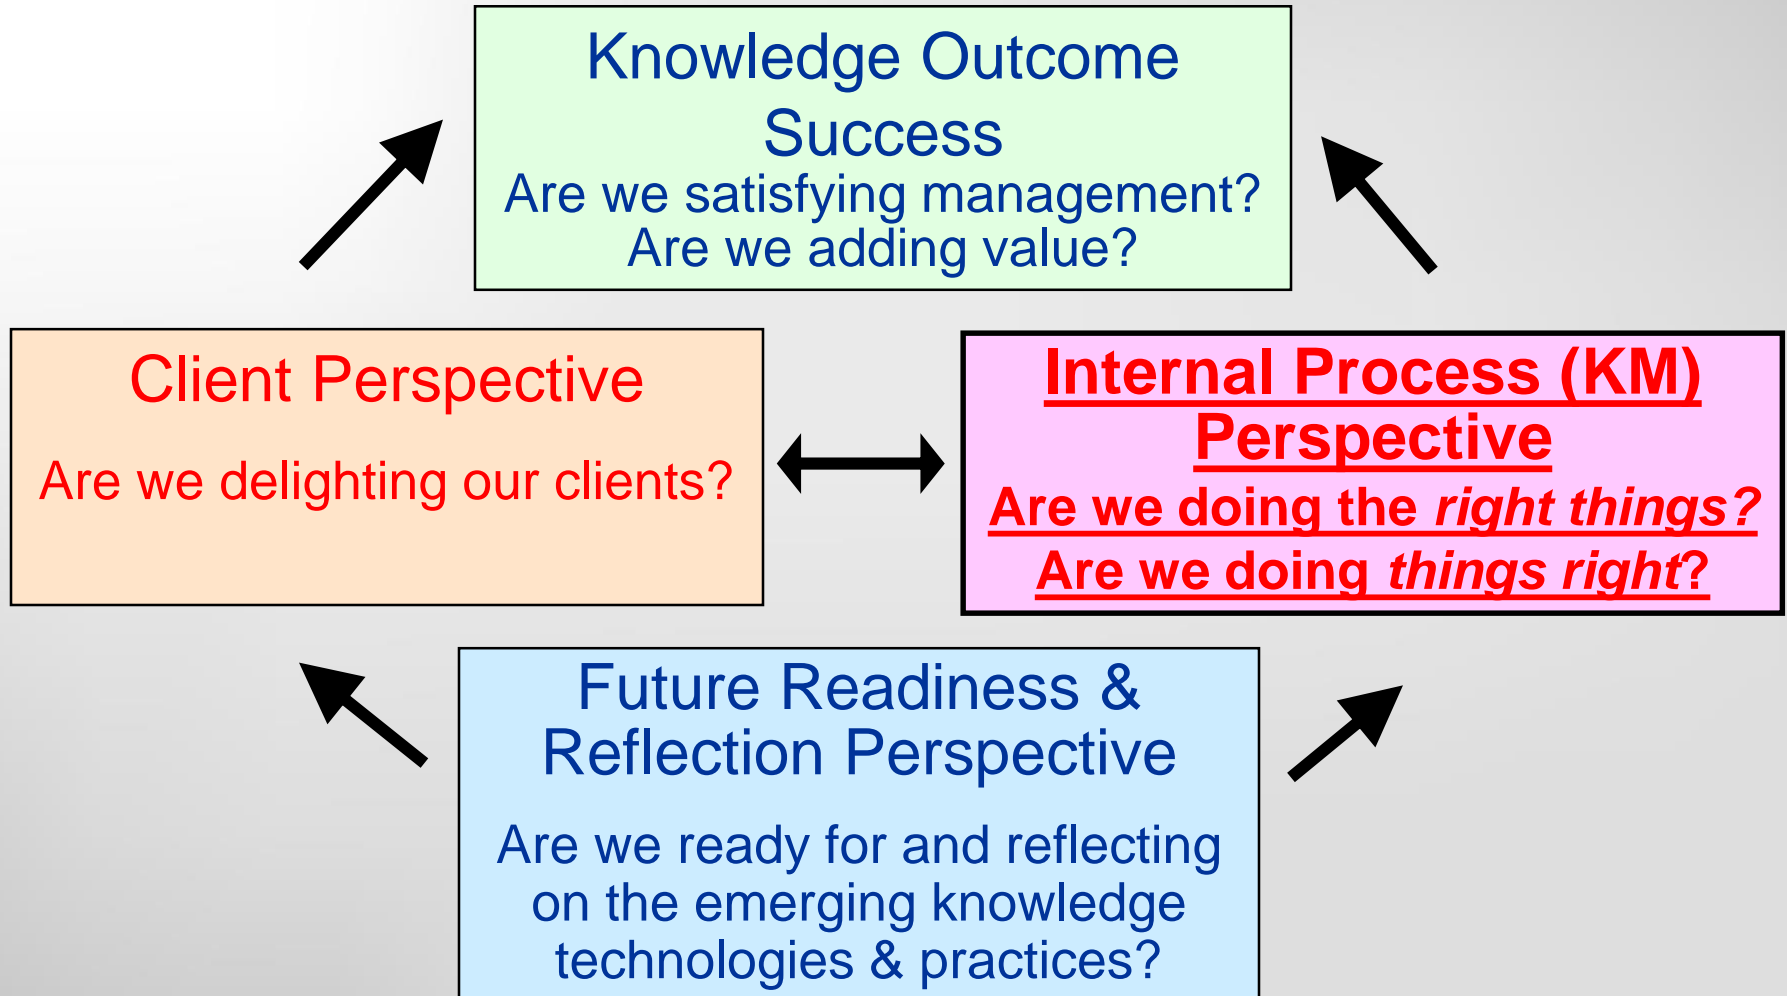 Knowledge Outcome
Success
Are we satisfying management?
Are we adding value?
Client Perspective
Are we delighting our clients?
Internal Process (KM)
Perspective
Are we doing the right things?
Are we doing things right?
Future Readiness &
Reflection Perspective
Are we ready for and reflecting
on the emerging knowledge
technologies & practices?